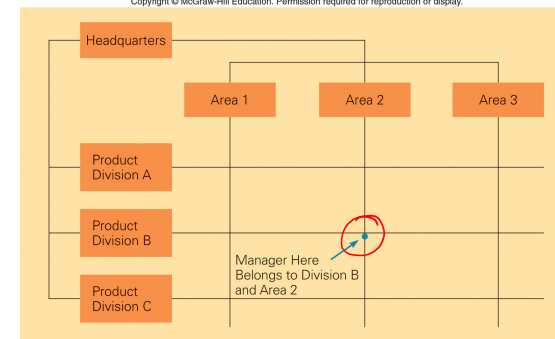 Copyright © McGraw-Hill Education. Permission required for reproduction or display.
Headquarters
Area 1
Area 2
Area 3
Product
Division A
Product
Division B
Manager Here
Belongs to Division B
and Area 2
Product
Division C